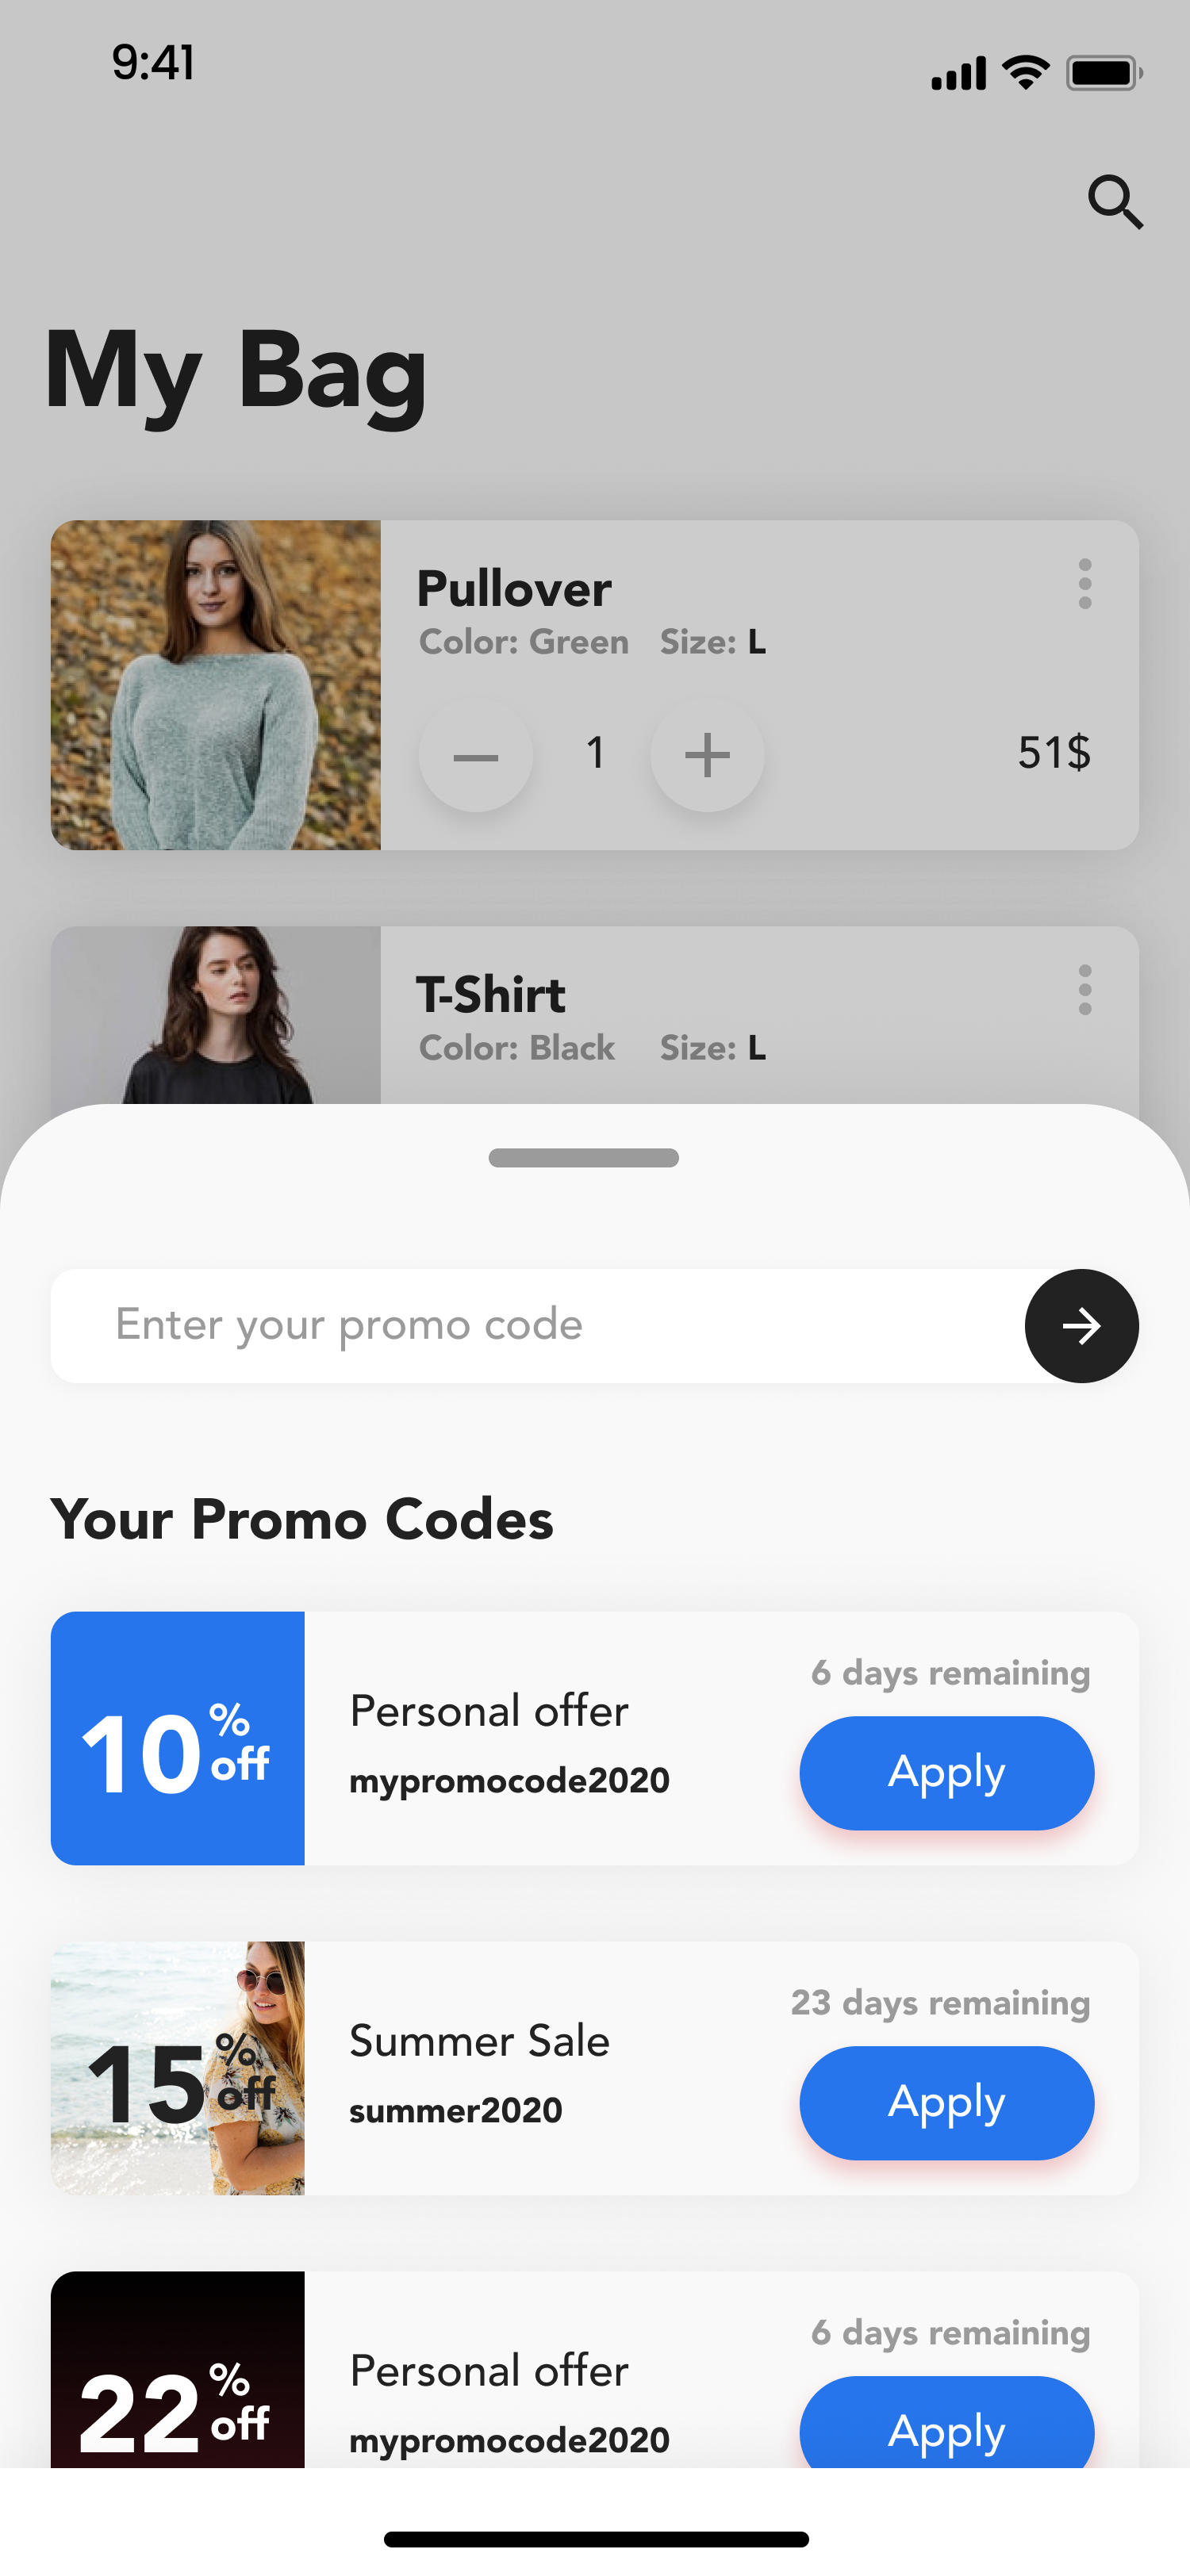 9:41
My Bag
Pullover
Color: Green Size: L
1
51$
T-Shirt
Color: Black Size: L
Enter your promo code
Your Promo Codes
10% off
Personal offer
mypromocode2020
6 days remaining
Apply
15% off
Summer Sale
summer2020
23 days remaining
Apply
22% off
Personal offer
mypromocode2020
6 days remaining
Apply